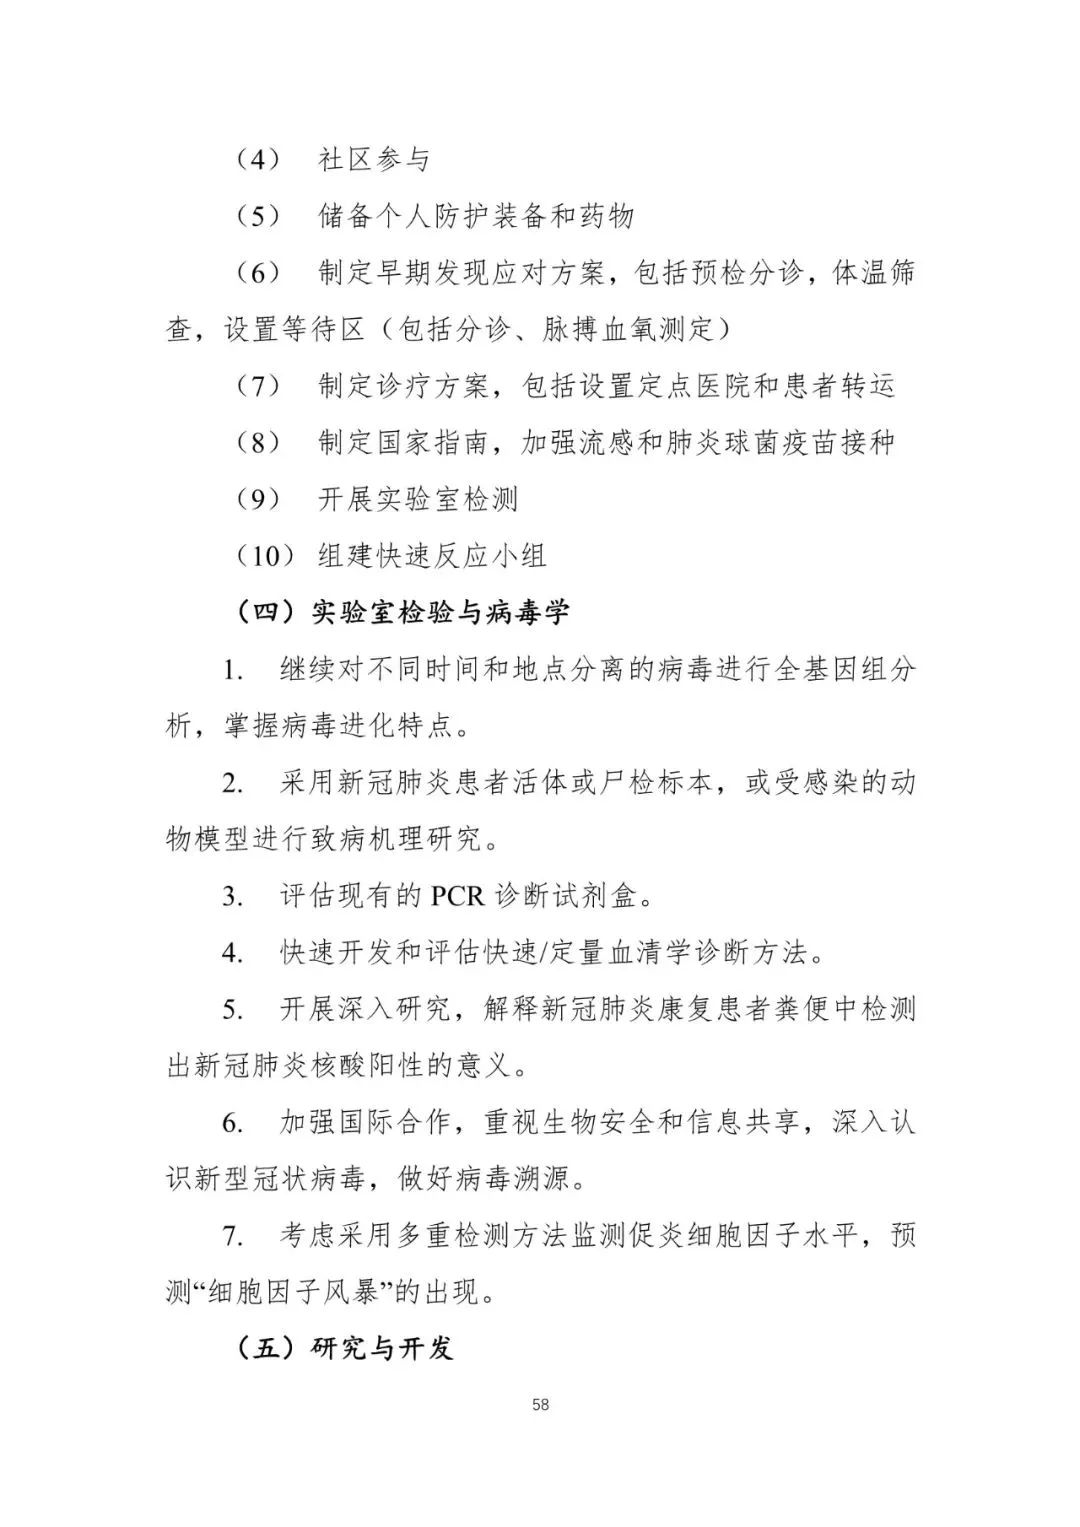 （4） 社区参与
（5） 储备个人防护装备和药物
（6） 制定早期发现应对方案，包括预检分诊，体温筛
查，设置等待区（包括分诊、脉搏血氧测定）
（7） 制定诊疗方案，包括设置定点医院和患者转运
（8） 制定国家指南，加强流感和肺炎球菌疫苗接种
（9） 开展实验室检测
（10） 组建快速反应小组
（四）实验室检验与病毒学
1. 继续对不同时间和地点分离的病毒进行全基因组分
析，掌握病毒进化特点。
2. 采用新冠肺炎患者活体或尸检标本，或受感染的动
物模型进行致病机理研究。
3. 评估现有的 PCR 诊断试剂盒。
4. 快速开发和评估快速/定量血清学诊断方法。
5. 开展深入研究，解释新冠肺炎康复患者粪便中检测
出新冠肺炎核酸阳性的意义。
6. 加强国际合作，重视生物安全和信息共享，深入认
识新型冠状病毒，做好病毒溯源。
7. 考虑采用多重检测方法监测促炎细胞因子水平，预
测“细胞因子风暴”的出现。
（五）研究与开发
58